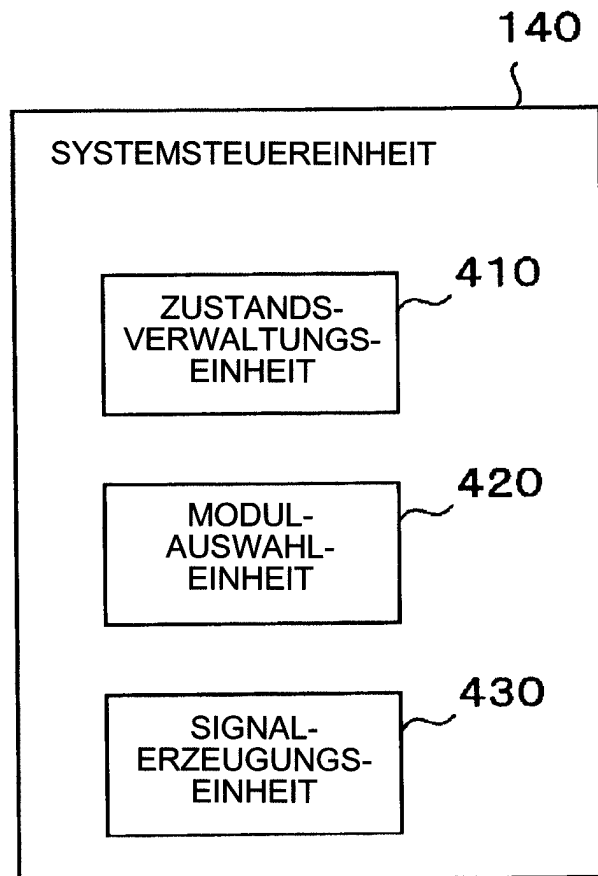 140
SYSTEMSTEUEREINHEIT
410
ZUSTANDS-
VERWALTUNGS-
EINHEIT
420
MODUL-
AUSWAHL-
EINHEIT
430
SIGNAL-
ERZEUGUNGS-
EINHEIT